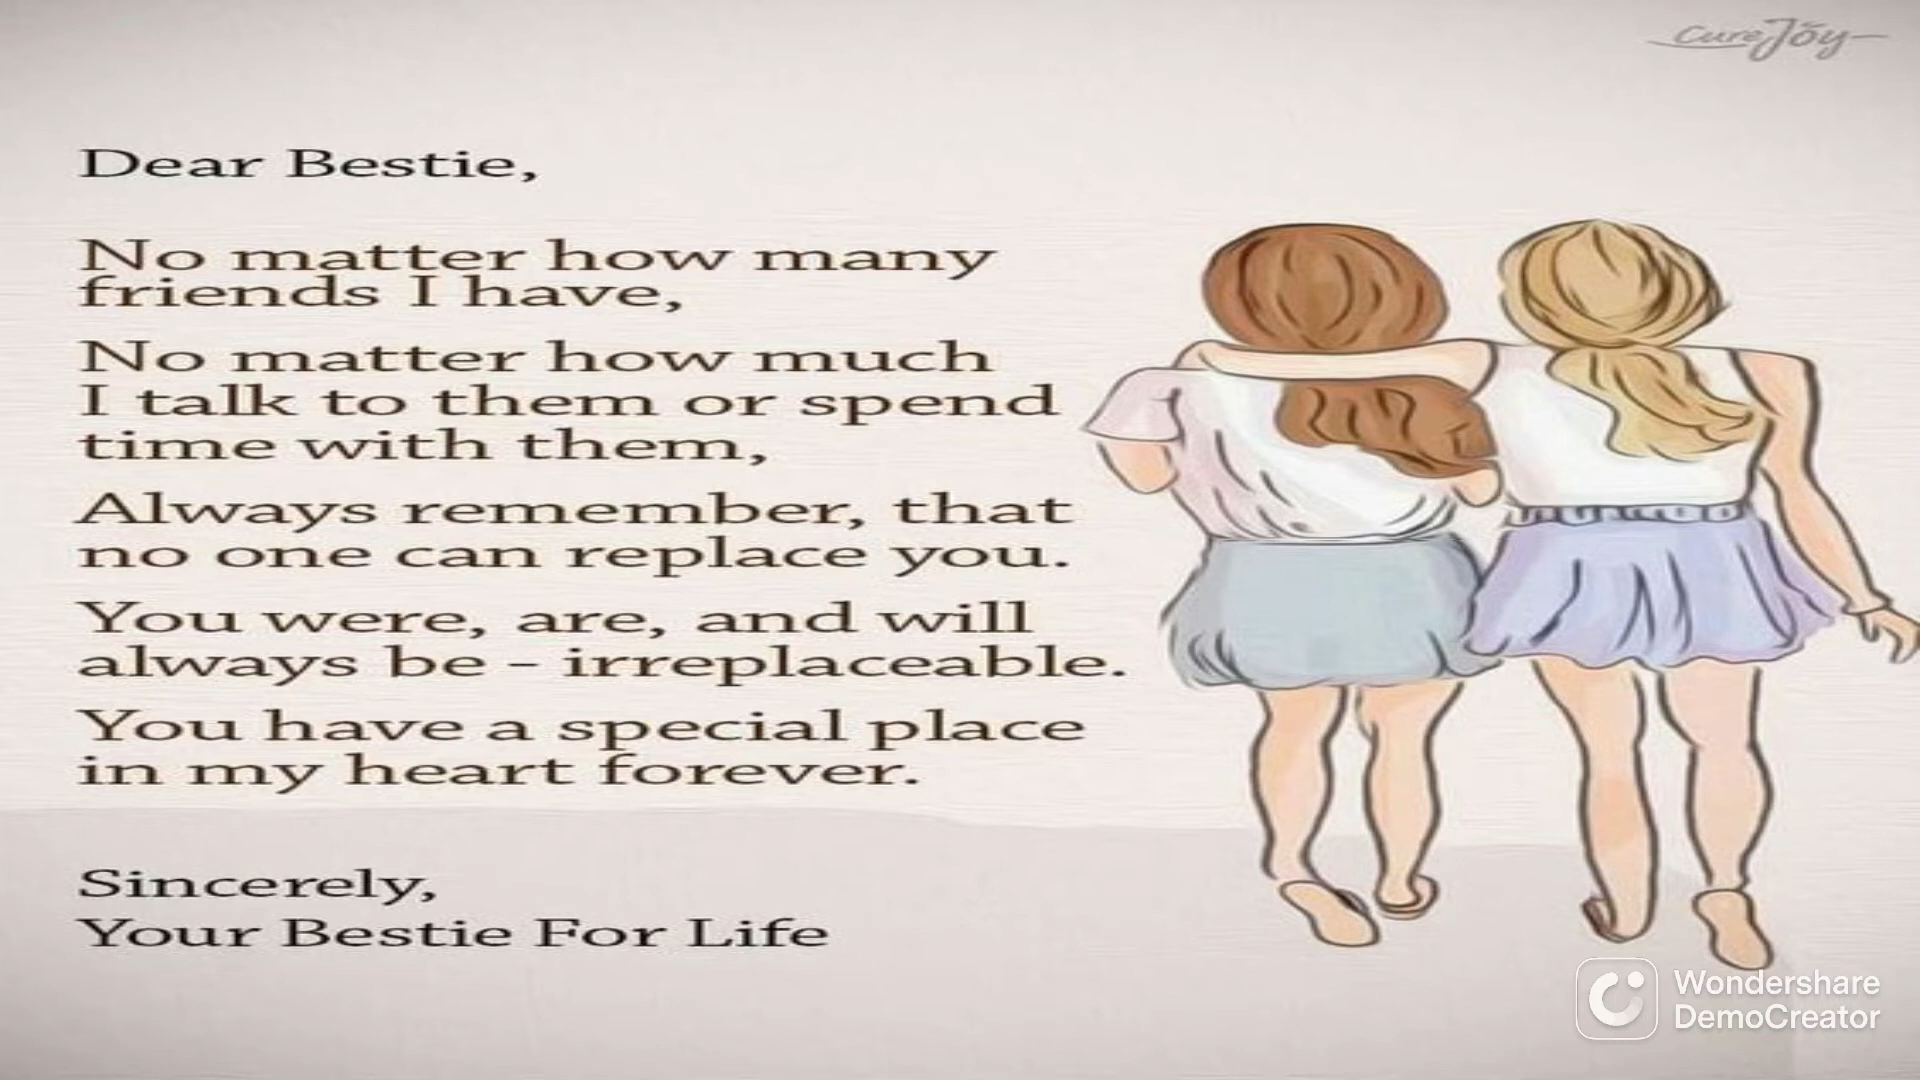 Cure Joy
Dear Bestie,
No matter how many
friends I have,
No matter how much
I talk to them or spend
time with them,
Always remember, that
no one can replace you.
You were, are, and will
always be - irreplaceable.
You have a special place
in my heart forever.
Sincerely,
Your Bestie For Life
Wondershare
DemoCreator